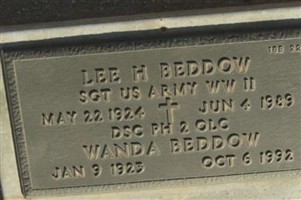 LEE H BEDDOW
SGT US ARMY WW II
MAY 22 1924 JUN 4 1989
DSC PH 2 OLC
WANDA BEDDOW
JAN 9 1925 OCT 6 1992